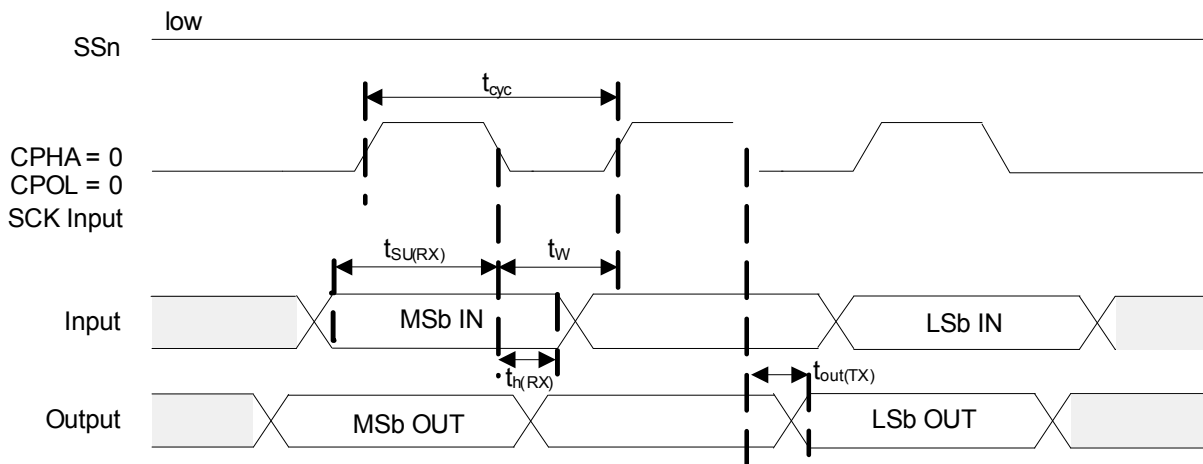 low
SSn
tcyc
CPHA = 0
CPOL = 0
SCK Input
tSU(RX)
tW
Input
MSb IN
LSb IN
th(RX)
tout(TX)
Output
MSb OUT
LSb OUT